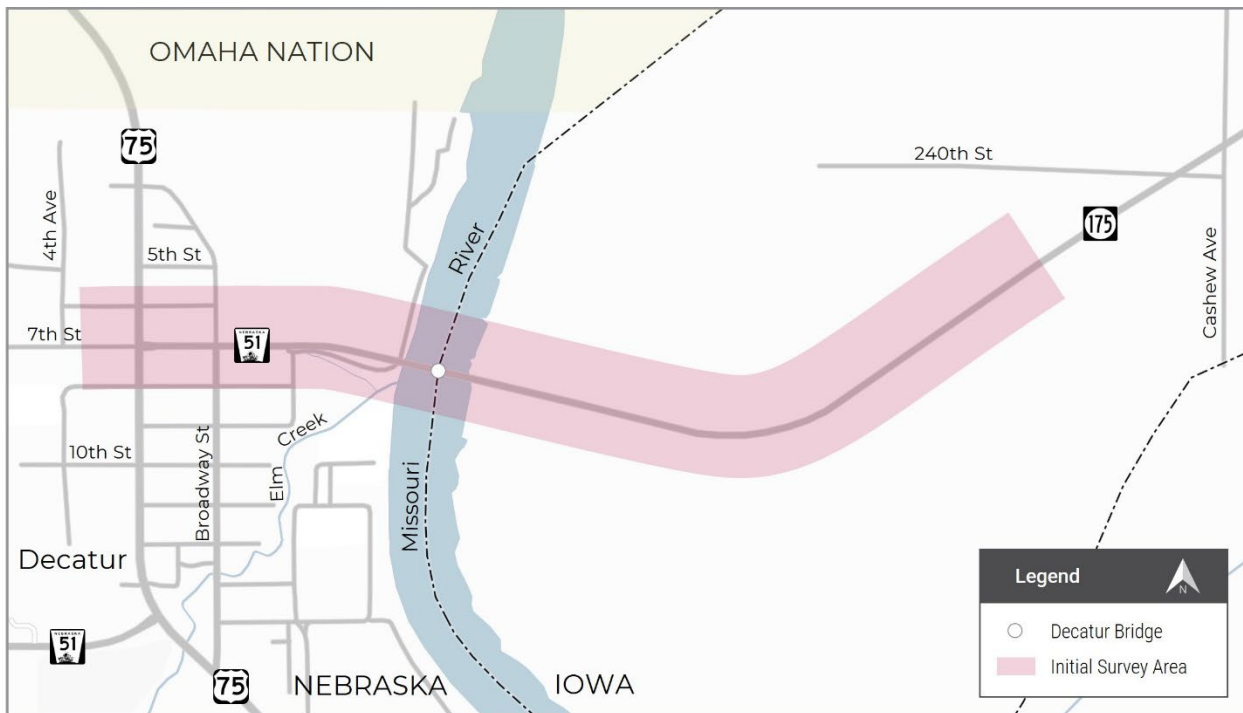 OMAHA NATION
75
4th Ave
5th St
240th St
175
River
Cashew Ave
7th St
NEBRASKA
51
Creek
10th St
Broadway St
Elm
Missouri
Decatur
NEBRASKA
51
75
NEBRASKA
IOWA
Legend
N
Decatur Bridge
Initial Survey Area